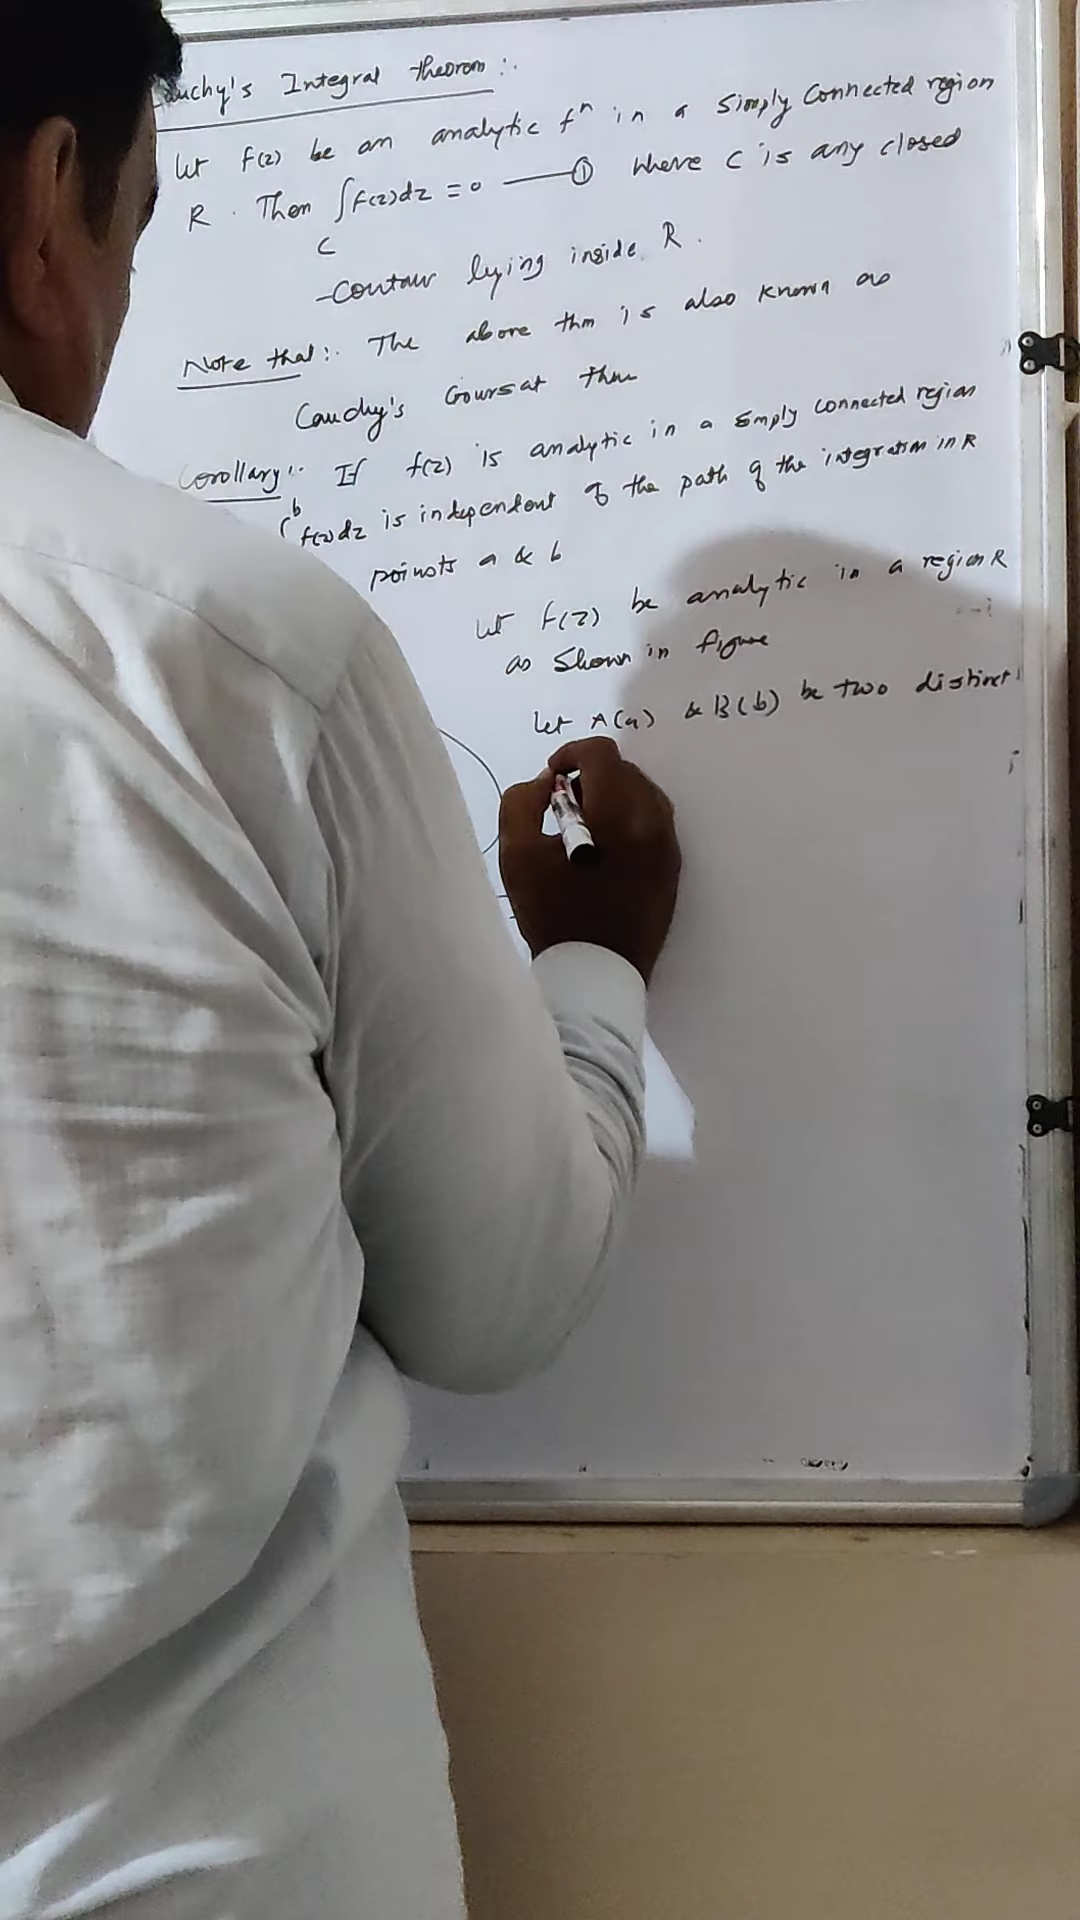 Cauchy's Integral theorem :.
let f(z) be an analytic fⁿ in a simply connected region
R. Then ∫f(z)dz = 0 —— ① where C is any closed
C
contour lying inside R.
Note that :. The above thm is also known as
Cauchy's Goursat thm
Corollary :. If f(z) is analytic in a simply connected region
∫ᵇ f(z)dz is independent of the path of the integration in R
points a & b
let f(z) be analytic in a region R
as shown in figure
let A(a) & B(b) be two distinct